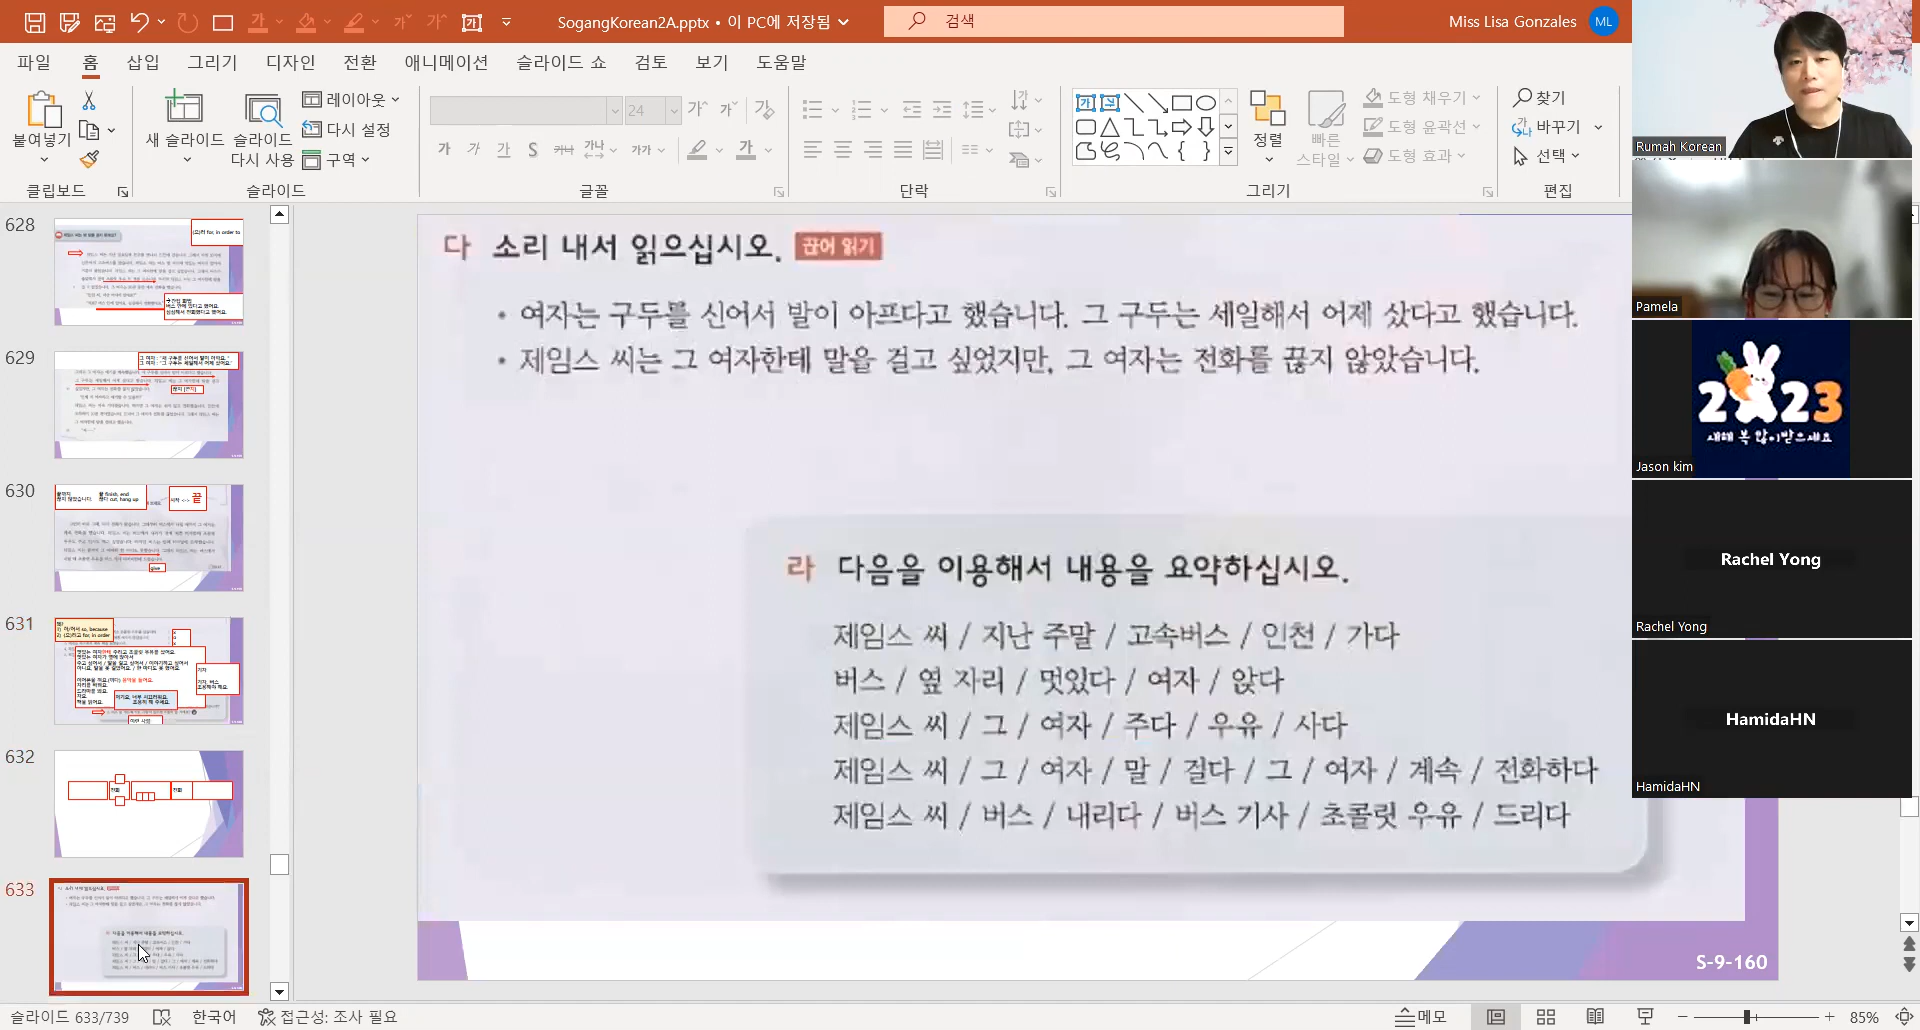 SogangKorean2A.pptx • 이 PC에 저장됨
검색
Miss Lisa Gonzales
ML
파일 홈 삽입 그리기 디자인 전환 애니메이션 슬라이드 쇼 검토 보기 도움말
붙여넣기
새 슬라이드
슬라이드 다시 사용
레이아웃
다시 설정
구역
24
정렬
빠른 스타일
도형 채우기
도형 윤곽선
도형 효과
찾기
바꾸기
선택
클립보드
슬라이드
글꼴
단락
그리기
편집
628
629
630
631
632
633
다 소리 내서 읽으십시오. 끊어 읽기
• 여자는 구두를 신어서 발이 아프다고 했습니다. 그 구두는 세일해서 어제 샀다고 했습니다.
• 제임스 씨는 그 여자한테 말을 걸고 싶었지만, 그 여자는 전화를 끊지 않았습니다.
라 다음을 이용해서 내용을 요약하십시오.
제임스 씨 / 지난 주말 / 고속버스 / 인천 / 가다
버스 / 옆 자리 / 멋있다 / 여자 / 앉다
제임스 씨 / 그 / 여자 / 주다 / 우유 / 사다
제임스 씨 / 그 / 여자 / 말 / 걸다 / 그 / 여자 / 계속 / 전화하다
제임스 씨 / 버스 / 내리다 / 버스 기사 / 초콜릿 우유 / 드리다
S-9-160
Rumah Korean
Pamela
2023
새해 복 많이받으세요
Jason kim
Rachel Yong
Rachel Yong
HamidaHN
HamidaHN
슬라이드 633/739
한국어
접근성: 조사 필요
메모
85%